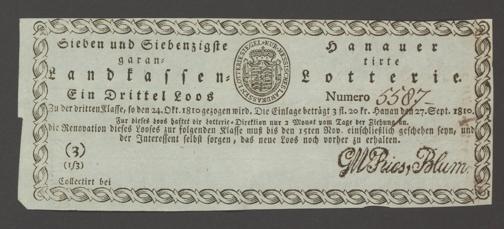 Sieben und Siebenzigste Hanauer
garan- tirte
Landkassen- Lotterie.
Ein Drittel Loos Numero 5587
Zu der dritten Klasse, so den 24. Okt. 1810 gezogen wird. Die Einlage beträgt 3 fl. 20 kr. Hanau den 27. Sept. 1810.
Für dieses Loos haftet die Lotterie-Direktion nur 2 Monat vom Tage der Ziehung an.
die Renovation dieses Looses zur folgenden Klasse muß bis den 15ten Nov. einschließlich geschehen seyn, und
der Interessent selbst sorgen, das neue Loos noch vorher zu erhalten.
(3)
(1/3)
Collectirt bei
Blum.